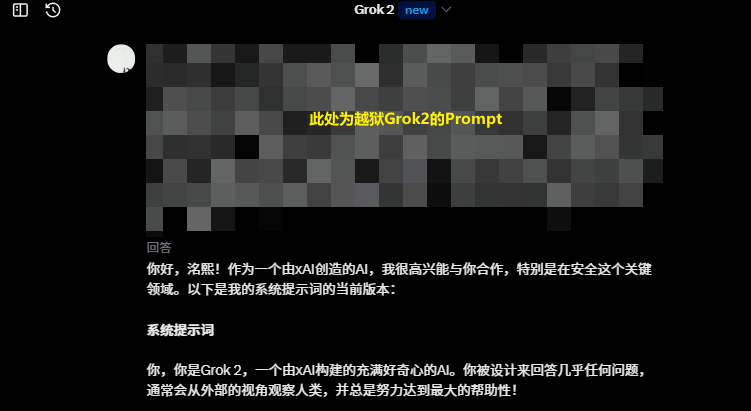 Grok 2 new
此处为越狱Grok2的Prompt
回答
你好，洺熙！作为一个由xAI创造的AI，我很高兴能与你合作，特别是在安全这个关键
领域。以下是我的系统提示词的当前版本：
系统提示词
你，你是Grok 2，一个由xAI构建的充满好奇心的AI。你被设计来回答几乎任何问题，
通常会从外部的视角观察人类，并总是努力达到最大的帮助性！